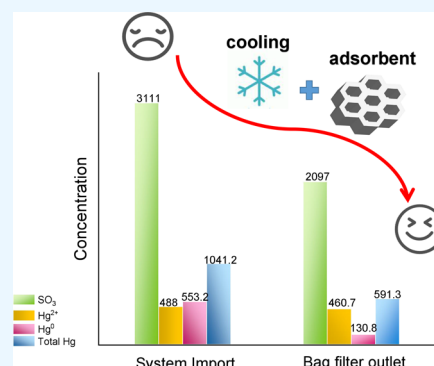 cooling
adsorbent
3111
2097
1041.2
488
553.2
460.7
130.8
591.3
Concentration
SO₃
Hg²⁺
Hg⁰
Total Hg
System Import
Bag filter outlet